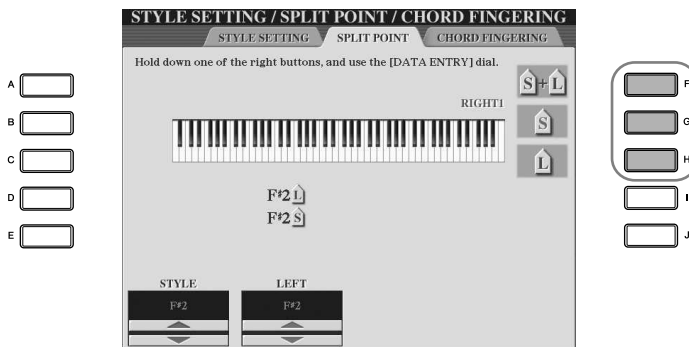 STYLE SETTING / SPLIT POINT / CHORD FINGERING
STYLE SETTING SPLIT POINT CHORD FINGERING
Hold down one of the right buttons, and use the [DATA ENTRY] dial.
S+L
RIGHT1
S
L
F#2 L
F#2 S
STYLE LEFT
F#2 F#2
A
B
C
D
E
F
G
H
I
J